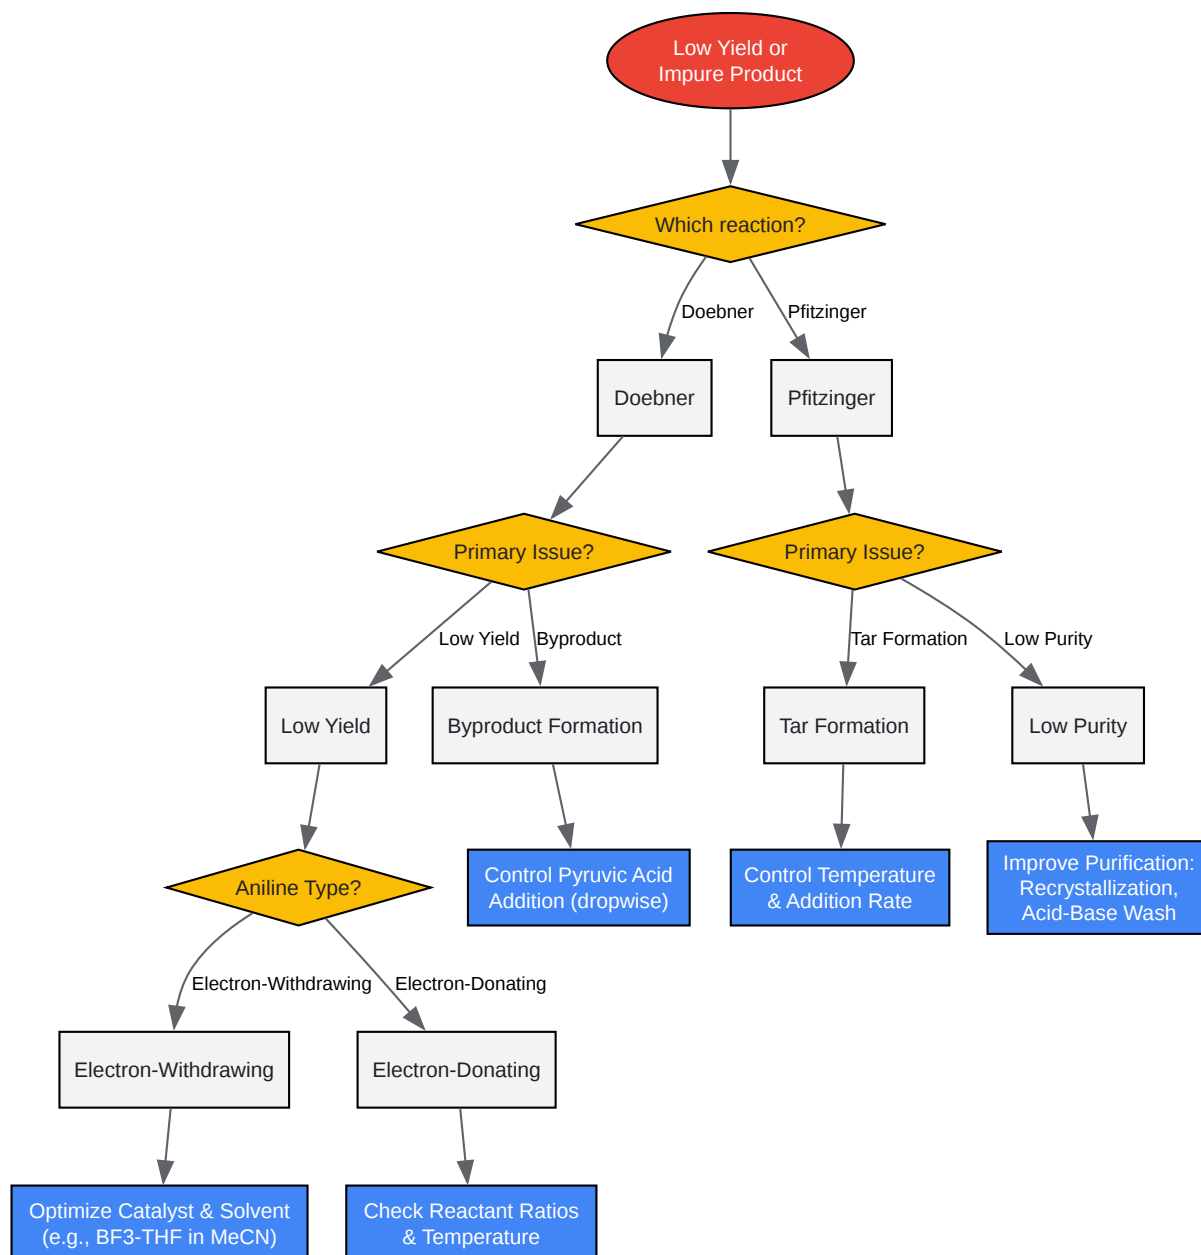 Low Yield or
Impure Product
Which reaction?
Doebner
Pfitzinger
Doebner
Pfitzinger
Primary Issue?
Primary Issue?
Low Yield
Byproduct
Tar Formation
Low Purity
Low Yield
Byproduct Formation
Tar Formation
Low Purity
Aniline Type?
Control Pyruvic Acid
Addition (dropwise)
Control Temperature
& Addition Rate
Improve Purification:
Recrystallization,
Acid-Base Wash
Electron-Withdrawing
Electron-Donating
Electron-Withdrawing
Electron-Donating
Optimize Catalyst & Solvent
(e.g., BF3-THF in MeCN)
Check Reactant Ratios
& Temperature